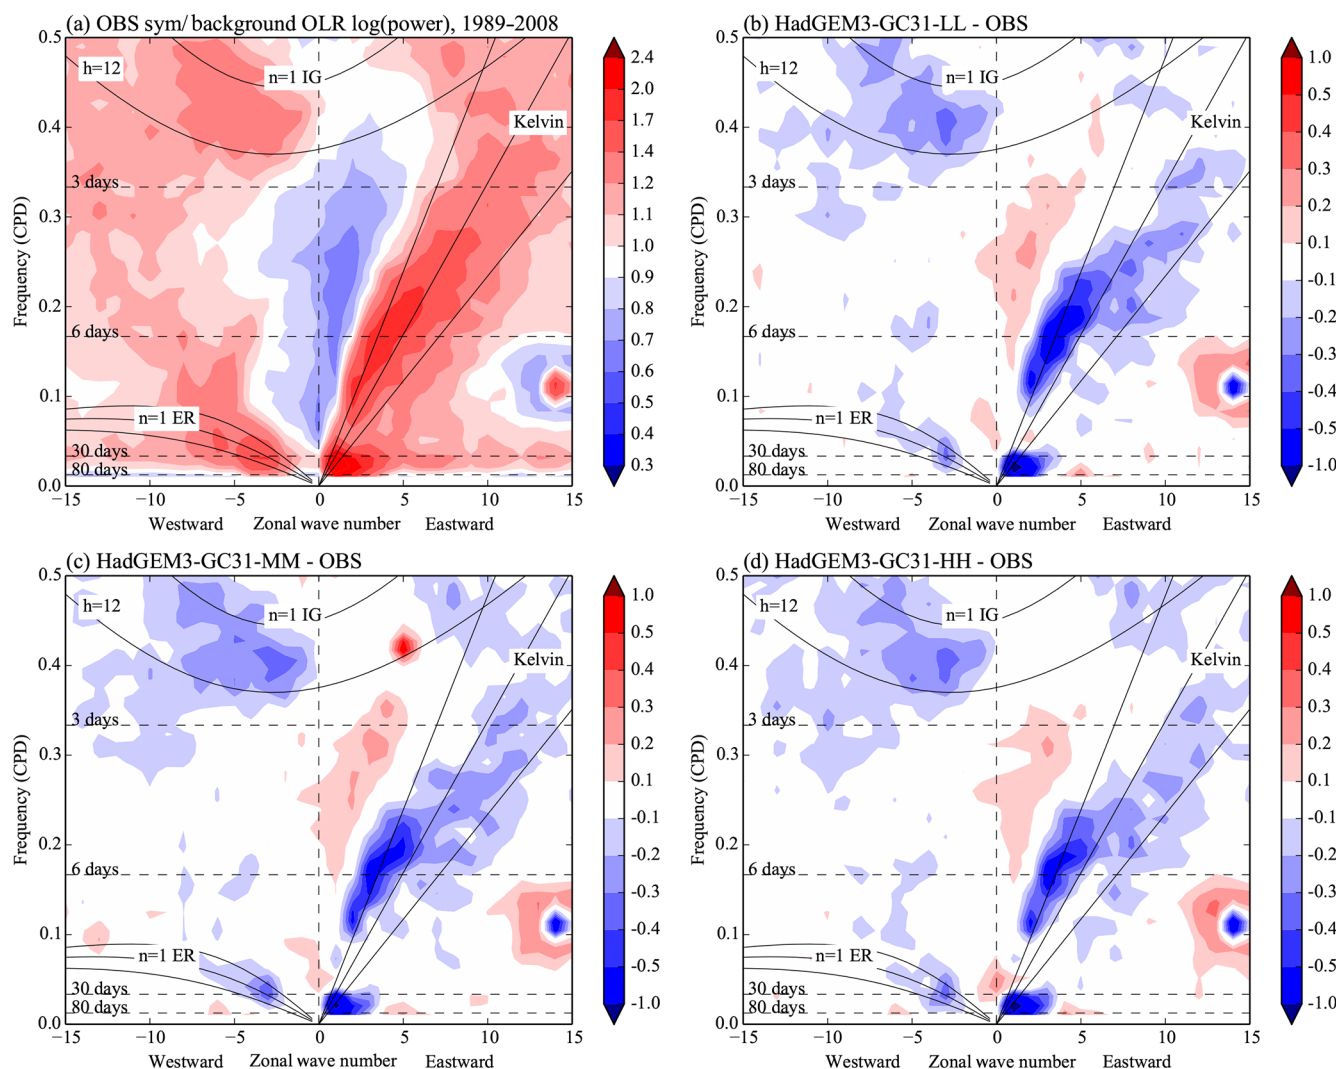 (a) OBS sym/ background OLR log(power), 1989-2008
0.5
0.4
0.3
0.2
0.1
0.0
Frequency (CPD)
h=12
n=1 IG
Kelvin
3 days
6 days
n=1 ER
30 days
80 days
−15 −10 −5 0 5 10 15
Westward Zonal wave number Eastward
2.4
2.0
1.7
1.4
1.2
1.1
1.0
0.9
0.8
0.7
0.6
0.5
0.4
0.3
(b) HadGEM3-GC31-LL - OBS
0.5
0.4
0.3
0.2
0.1
0.0
Frequency (CPD)
h=12
n=1 IG
Kelvin
3 days
6 days
n=1 ER
30 days
80 days
−15 −10 −5 0 5 10 15
Westward Zonal wave number Eastward
1.0
0.5
0.4
0.3
0.2
0.1
-0.1
-0.2
-0.3
-0.4
-0.5
-1.0
(c) HadGEM3-GC31-MM - OBS
0.5
0.4
0.3
0.2
0.1
0.0
Frequency (CPD)
h=12
n=1 IG
Kelvin
3 days
6 days
n=1 ER
30 days
80 days
−15 −10 −5 0 5 10 15
Westward Zonal wave number Eastward
1.0
0.5
0.4
0.3
0.2
0.1
-0.1
-0.2
-0.3
-0.4
-0.5
-1.0
(d) HadGEM3-GC31-HH - OBS
0.5
0.4
0.3
0.2
0.1
0.0
Frequency (CPD)
h=12
n=1 IG
Kelvin
3 days
6 days
n=1 ER
30 days
80 days
−15 −10 −5 0 5 10 15
Westward Zonal wave number Eastward
1.0
0.5
0.4
0.3
0.2
0.1
-0.1
-0.2
-0.3
-0.4
-0.5
-1.0